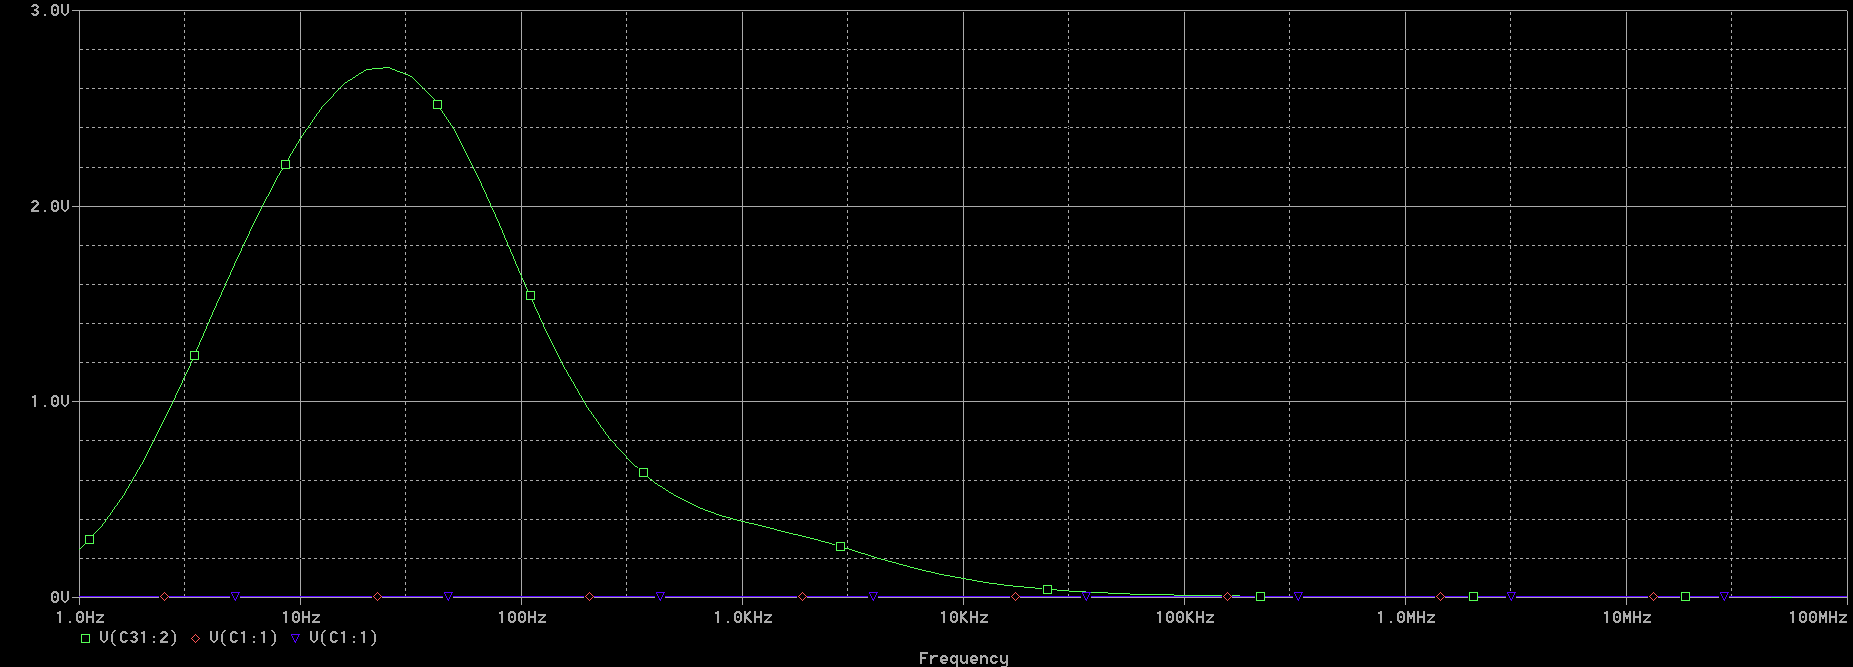 3.0V
2.0V
1.0V
0V
1.0Hz 10Hz 100Hz 1.0KHz 10KHz 100KHz 1.0MHz 10MHz 100MHz
V(C31:2) V(C1:1) V(C1:1)
Frequency